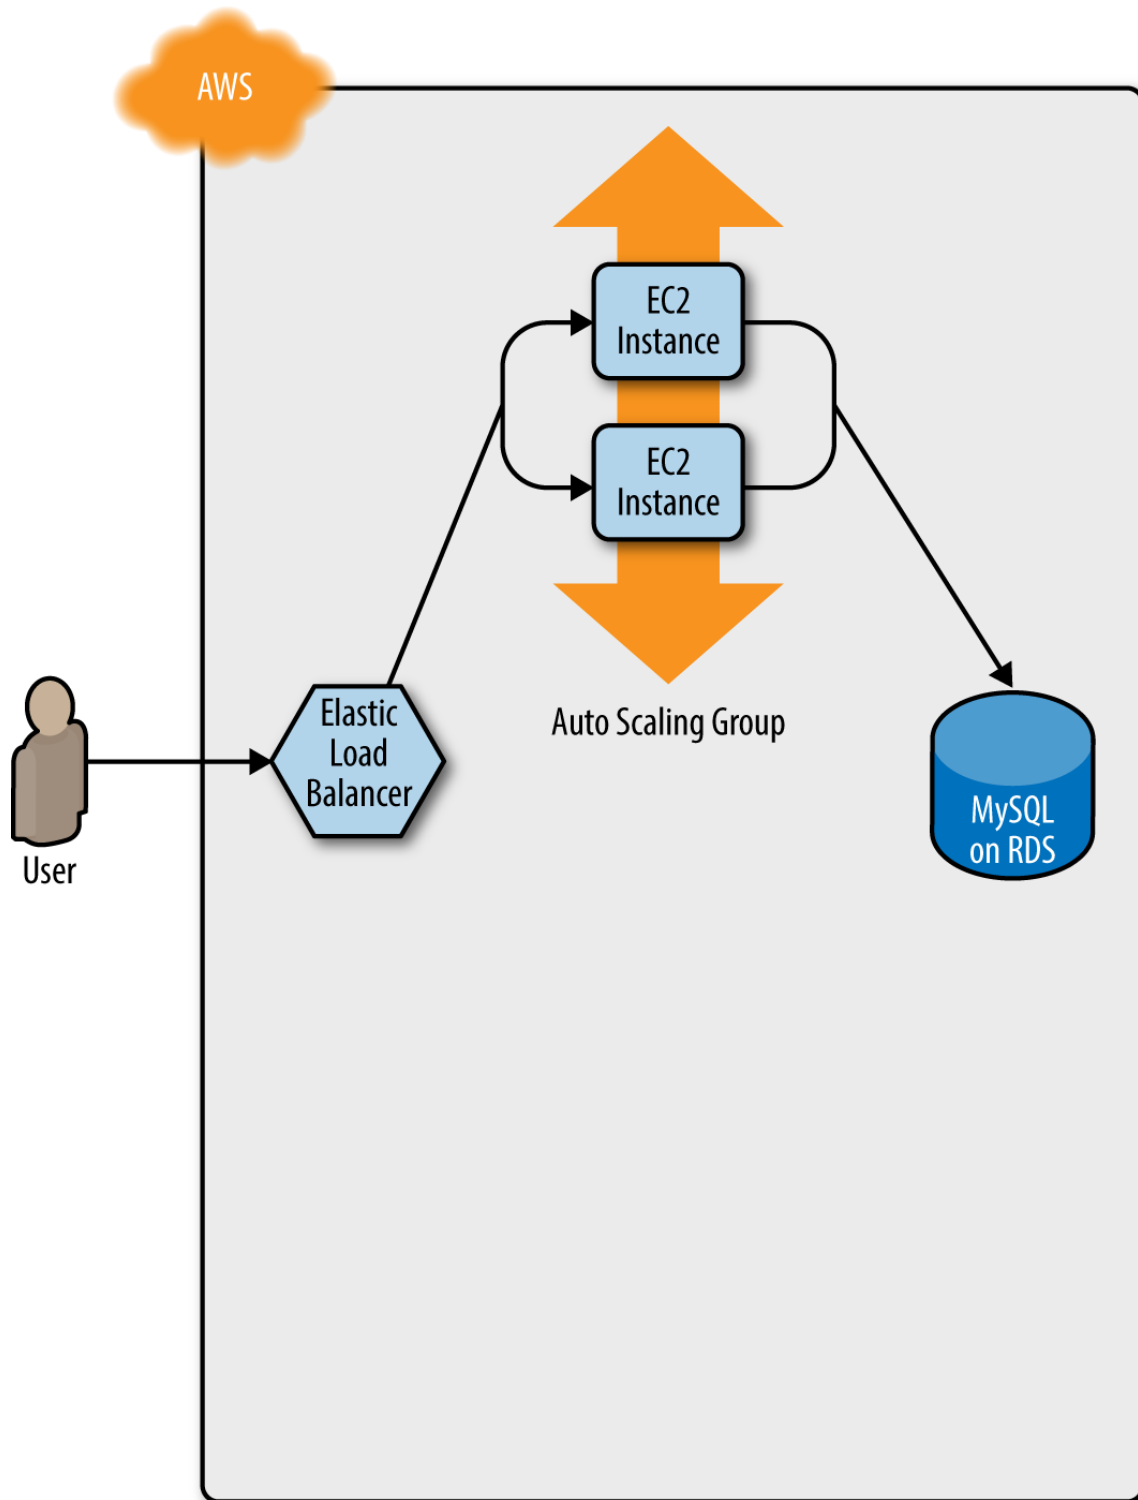 AWS
EC2
Instance
EC2
Instance
Auto Scaling Group
Elastic
Load
Balancer
User
MySQL
on RDS